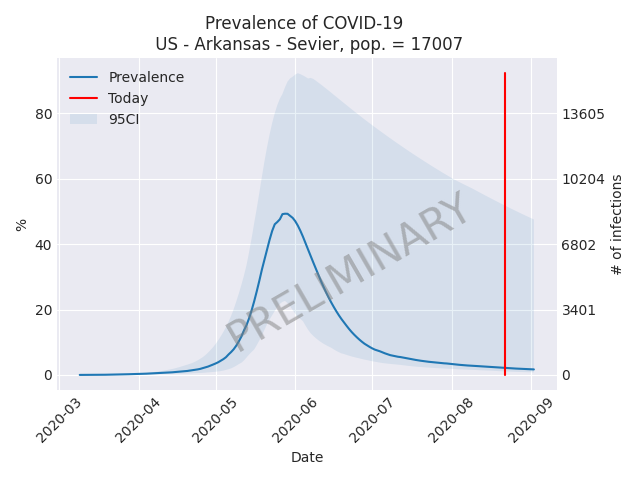 Prevalence of COVID-19
US - Arkansas - Sevier, pop. = 17007
Prevalence
Today
95CI
80
60
40
20
0
%
13605
10204
6802
3401
0
# of infections
PRELIMINARY
2020-03
2020-04
2020-05
2020-06
2020-07
2020-08
2020-09
Date